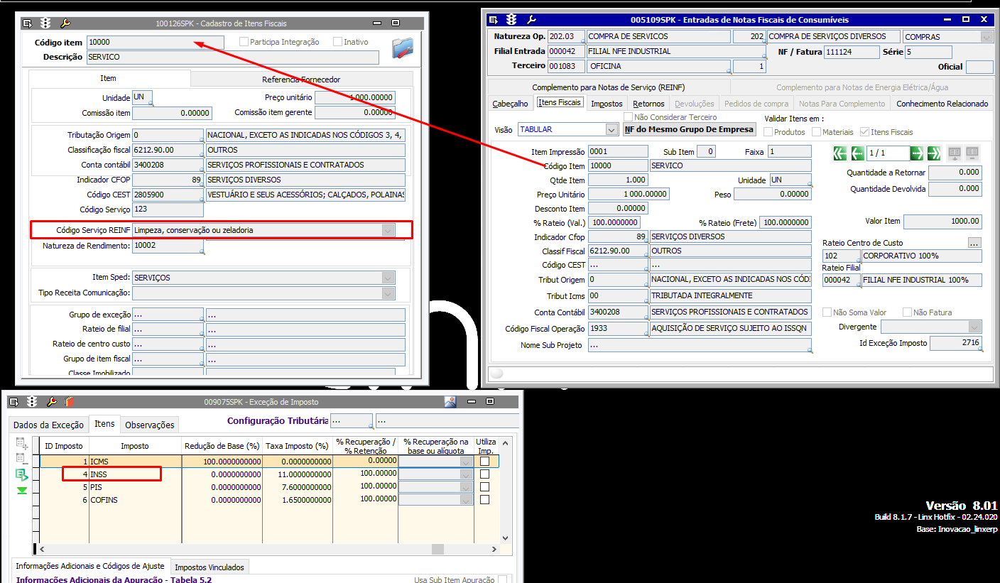 100126SPK - Cadastro de Itens Fiscais
Código item 10000 Participa Integração Inativo
Descrição SERVICO
Item Referencia Fornecedor
Unidade UN Preço unitário 1 000.00000
Comissão item 0.00000 Comissão item gerente 0.00000
Tributação Origem 0 NACIONAL, EXCETO AS INDICADAS NOS CÓDIGOS 3, 4,
Classificação fiscal 6212.90.00 OUTROS
Conta contábil 3400208 SERVIÇOS PROFISSIONAIS E CONTRATADOS
Indicador CFOP 89 SERVIÇOS DIVERSOS
Código CEST 2805900 VESTUÁRIO E SEUS ACESSÓRIOS; CALÇADOS, POLAINAS
Código Serviço 123
Código Serviço REINF Limpeza, conservação ou zeladoria
Natureza de Rendimento: 10002
Item Sped: SERVIÇOS
Tipo Receita Comunicação:
Grupo de exceção ... ...
Rateio de filial ... ...
Rateio de centro custo ... ...
Grupo de item fiscal ... ...
Classe Imobilizado
005109SPK - Entradas de Notas Fiscais de Consumíveis
Natureza Op. 202.03 COMPRA DE SERVICOS 202 COMPRA DE SERVIÇOS DIVERSOS COMPRAS
Filial Entrada 000042 FILIAL NFE INDUSTRIAL NF / Fatura 111124 Série 5
Terceiro 001083 OFICINA 1 Oficial
Complemento para Notas de Serviço (REINF) Complemento para Notas de Energia Elétrica/Água
Cabeçalho Itens Fiscais Impostos Retornos Devoluções Pedidos de compra Notas Para Complemento Conhecimento Relacionado
Não Considerar Terceiro Validar Itens em :
Visão TABULAR NF do Mesmo Grupo De Empresa Produtos Materiais Itens Fiscais
Item Impressão 0001 Sub Item 0 Faixa 1 1 / 1
Código Item 10000 SERVICO
Quantidade a Retornar 0.000
Qtde Item 1.000 Unidade UN
Quantidade Devolvida 0.000
Preço Unitário 1 000.00000 Peso 0.00000
Desconto Item 0.00000
% Rateio (Val.) 100.0000000 % Rateio (Frete) 100.0000000 Valor Item 1000.00
Indicador Cfop 89 SERVIÇOS DIVERSOS
Rateio Centro de Custo ...
Classif Fiscal 6212.90.00 OUTROS
102 CORPORATIVO 100%
Código CEST ... ...
Rateio Filial
Tribut Origem 0 NACIONAL, EXCETO AS INDICADAS NOS CÓDI
000042 FILIAL NFE INDUSTRIAL 100%
Tribut Icms 00 TRIBUTADA INTEGRALMENTE
Conta Contábil 3400208 SERVIÇOS PROFISSIONAIS E CONTRATADOS
Não Soma Valor Não Fatura
Código Fiscal Operação 1933 AQUISIÇÃO DE SERVIÇO SUJEITO AO ISSQN
Divergente
Nome Sub Projeto ...
Id Exceção Imposto 2716
009075SPK - Exceção de Imposto
Dados da Exceção Itens Observações Configuração Tributária ... ...
ID Imposto Imposto Redução de Base (%) Taxa Imposto (%) % Recuperação / % Retenção % Recuperação na base ou alíquota Utiliza Imp.
1 ICMS 100.0000000000 0.0000000000 0.00000
4 INSS 0.0000000000 11.0000000000 100.00000
5 PIS 0.0000000000 7.6000000000 100.00000
6 COFINS 0.0000000000 1.6500000000 100.00000
Informações Adicionais e Códigos de Ajuste Impostos Vinculados
Informações Adicionais da Apuração - Tabela 5.2 Usa Sub Item Apuração
Versão 8.01
Build 8.1.7 - Linx Hotfix - 02.24.020
Base: Inovacao_linxerp